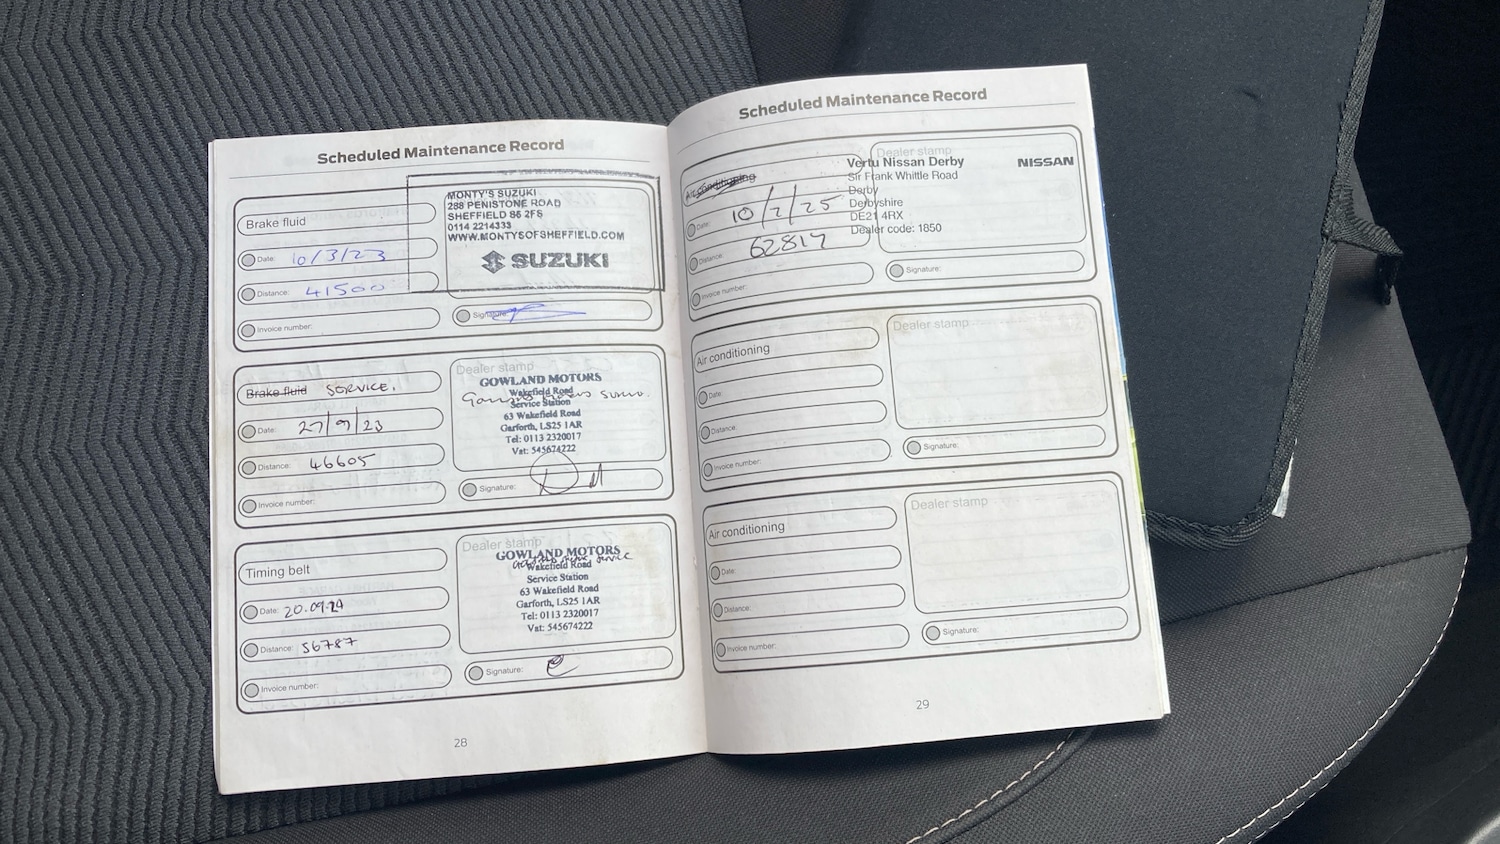 Scheduled Maintenance Record
Brake fluid
Date: 10/3/23
Distance: 41500
Invoice number:
MONTY'S SUZUKI
288 PENISTONE ROAD
SHEFFIELD S6 2FS
0114 2214333
WWW.MONTYSOFSHEFFIELD.COM
SUZUKI
Signature:
Brake fluid SERVICE.
Date: 27/9/23
Distance: 46605
Invoice number:
Dealer stamp
GOWLAND MOTORS
Wakefield Road
Service Station
63 Wakefield Road
Garforth, LS25 1AR
Tel: 0113 2320017
Vat: 545674222
Signature:
Timing belt
Date: 20.09.24
Distance: 56787
Invoice number:
Dealer stamp
GOWLAND MOTORS
Wakefield Road
Service Station
63 Wakefield Road
Garforth, LS25 1AR
Tel: 0113 2320017
Vat: 545674222
Signature:
28
Scheduled Maintenance Record
Air conditioning
Date: 10/2/25
Distance: 62817
Invoice number:
Dealer stamp
Vertu Nissan Derby
NISSAN
Sir Frank Whittle Road
Derby
Derbyshire
DE21 4RX
Dealer code: 1850
Signature:
Air conditioning
Date:
Distance:
Invoice number:
Dealer stamp
Signature:
Air conditioning
Date:
Distance:
Invoice number:
Dealer stamp
Signature:
29